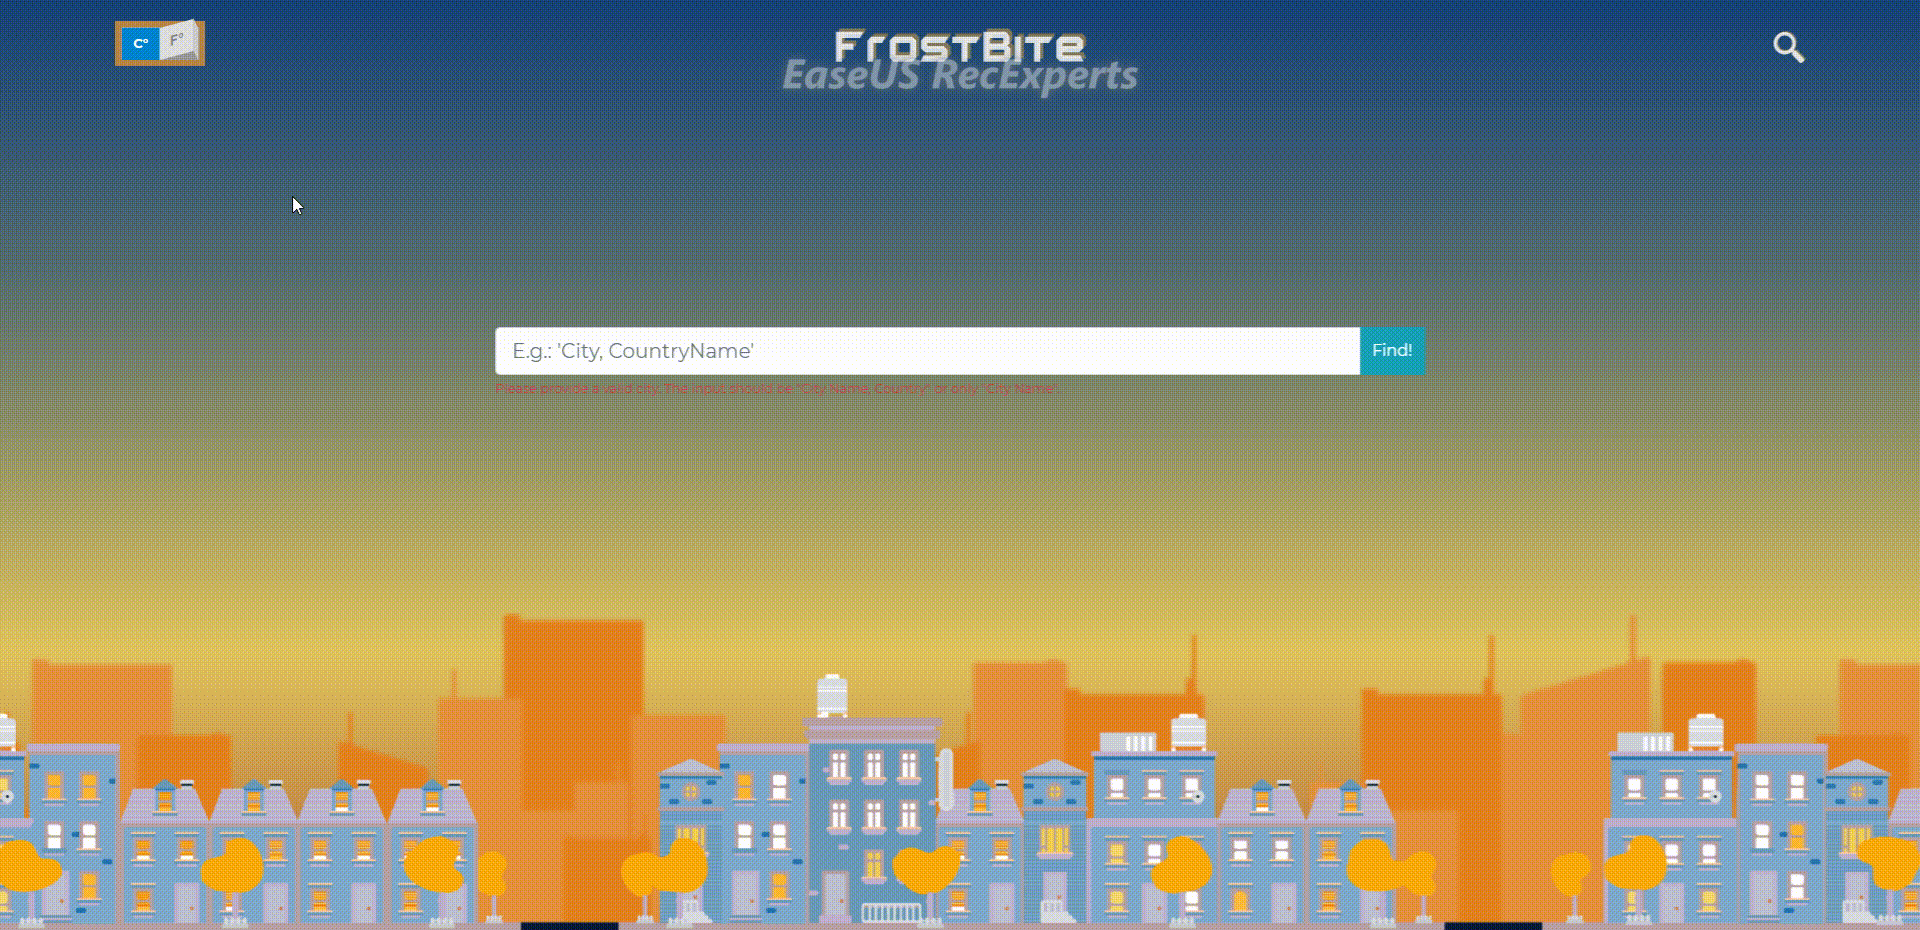 C° F°
FrostBite
EaseUS RecExperts
E.g.: 'City, CountryName'
Find!
Please provide a valid city. The input should be "City Name, Country" or only "City Name".